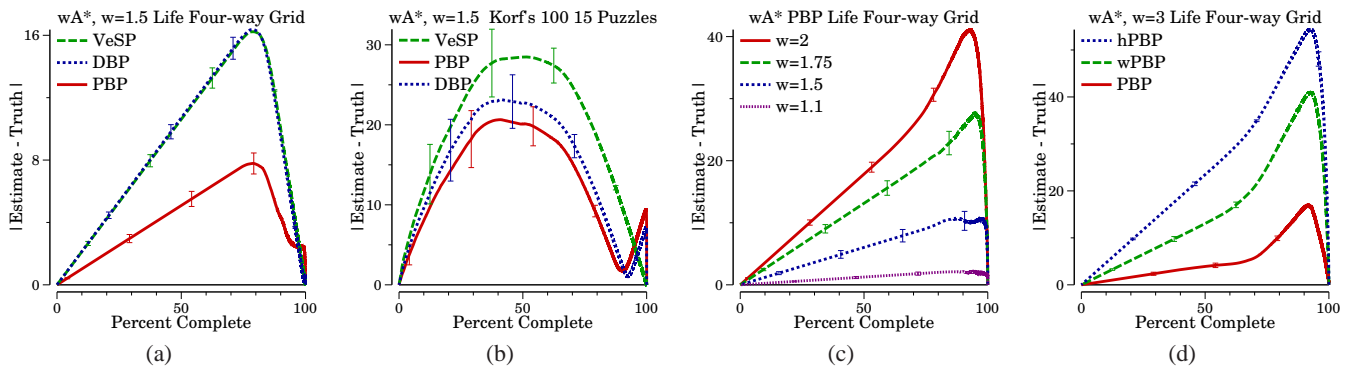 wA*, w=1.5 Life Four-way Grid
VeSP
DBP
PBP
16
8
0
| Estimate - Truth |
0 50 100
Percent Complete
(a)
wA*, w=1.5 Korf's 100 15 Puzzles
VeSP
PBP
DBP
30
20
10
0
| Estimate - Truth |
0 50 100
Percent Complete
(b)
wA* PBP Life Four-way Grid
w=2
w=1.75
w=1.5
w=1.1
40
20
0
| Estimate - Truth |
0 50 100
Percent Complete
(c)
wA*, w=3 Life Four-way Grid
hPBP
wPBP
PBP
40
20
0
| Estimate - Truth |
0 100
Percent Complete
(d)